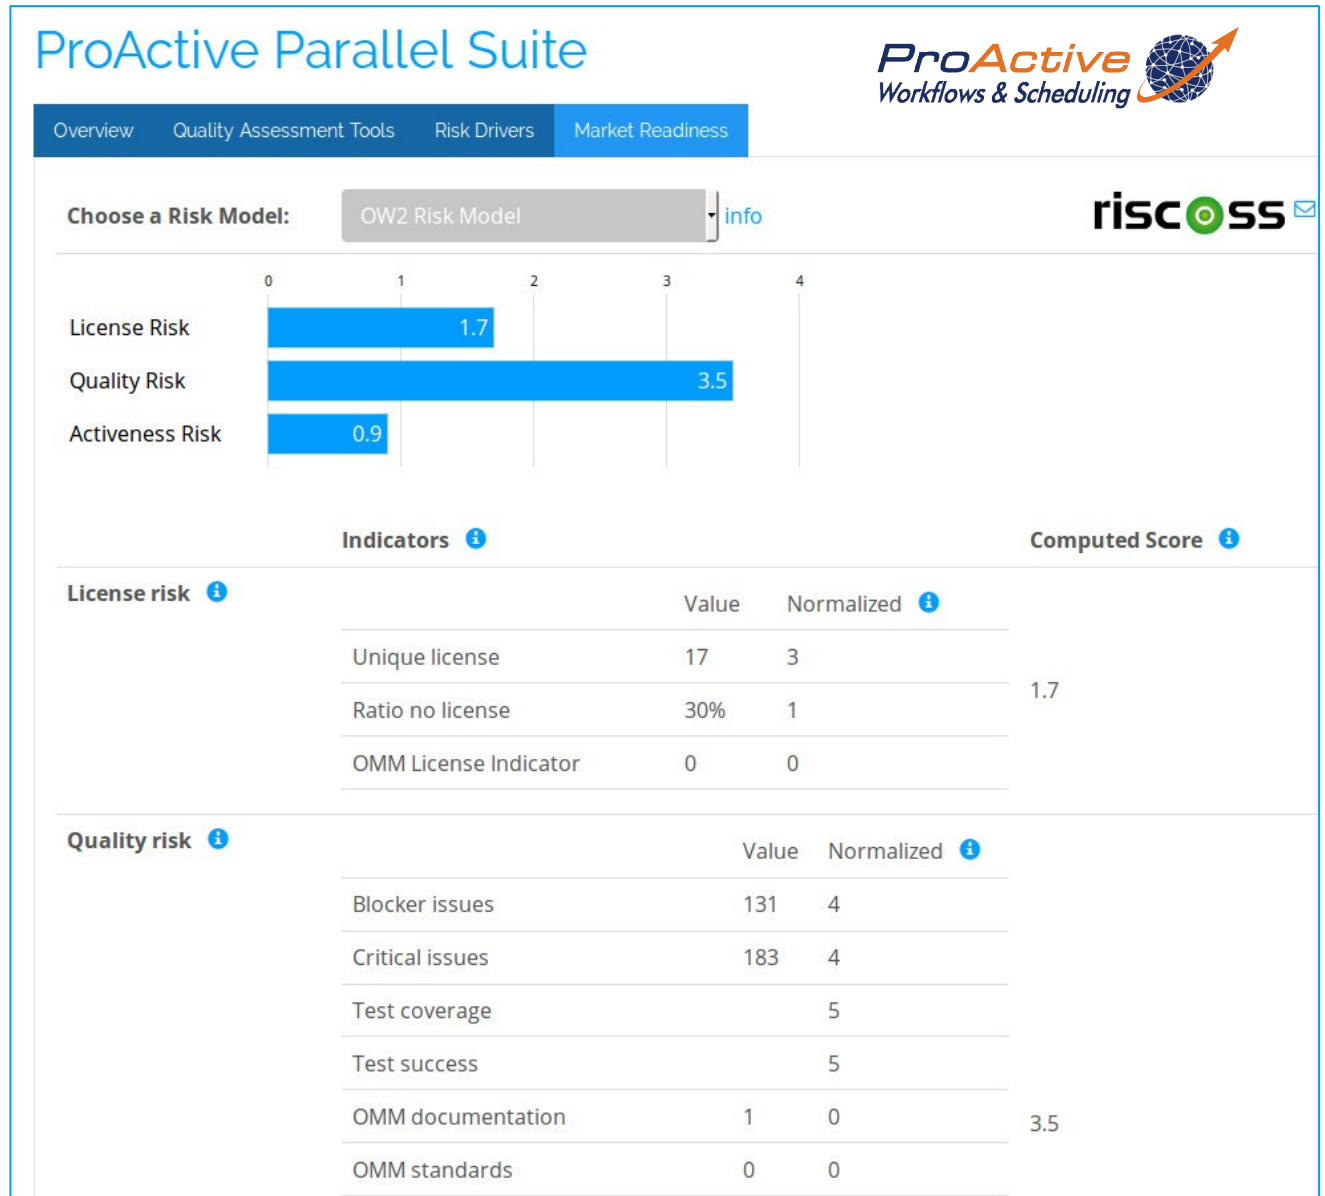 ProActive Parallel Suite
ProActive
Workflows & Scheduling
Overview Quality Assessment Tools Risk Drivers Market Readiness
Choose a Risk Model: OW2 Risk Model info
riscoss
0 1 2 3 4
License Risk 1.7
Quality Risk 3.5
Activeness Risk 0.9
Indicators Computed Score
License risk
Value Normalized
Unique license 17 3
1.7
Ratio no license 30% 1
OMM License Indicator 0 0
Quality risk
Value Normalized
Blocker issues 131 4
Critical issues 183 4
Test coverage 5
Test success 5
OMM documentation 1 0
3.5
OMM standards 0 0